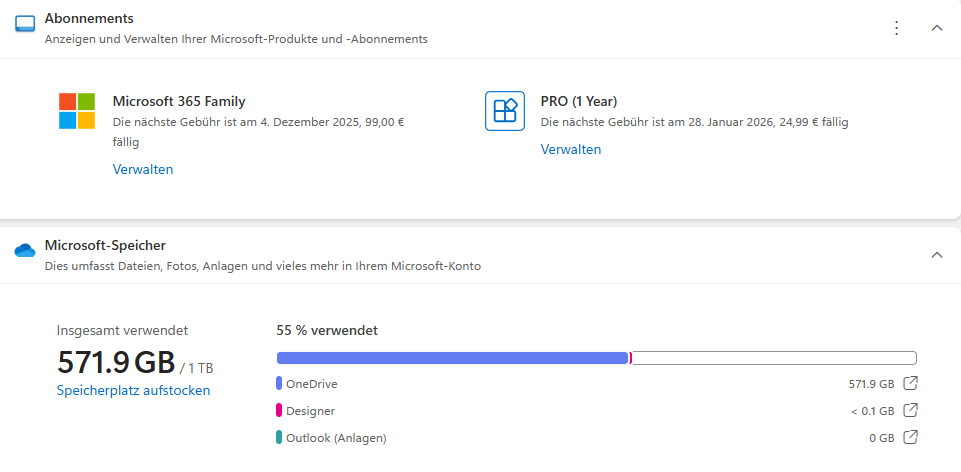 Abonnements
Anzeigen und Verwalten Ihrer Microsoft-Produkte und -Abonnements
Microsoft 365 Family
Die nächste Gebühr ist am 4. Dezember 2025, 99,00 €
fällig
Verwalten
PRO (1 Year)
Die nächste Gebühr ist am 28. Januar 2026, 24,99 € fällig
Verwalten
Microsoft-Speicher
Dies umfasst Dateien, Fotos, Anlagen und vieles mehr in Ihrem Microsoft-Konto
Insgesamt verwendet
571.9 GB / 1 TB
Speicherplatz aufstocken
55 % verwendet
OneDrive 571.9 GB
Designer < 0.1 GB
Outlook (Anlagen) 0 GB